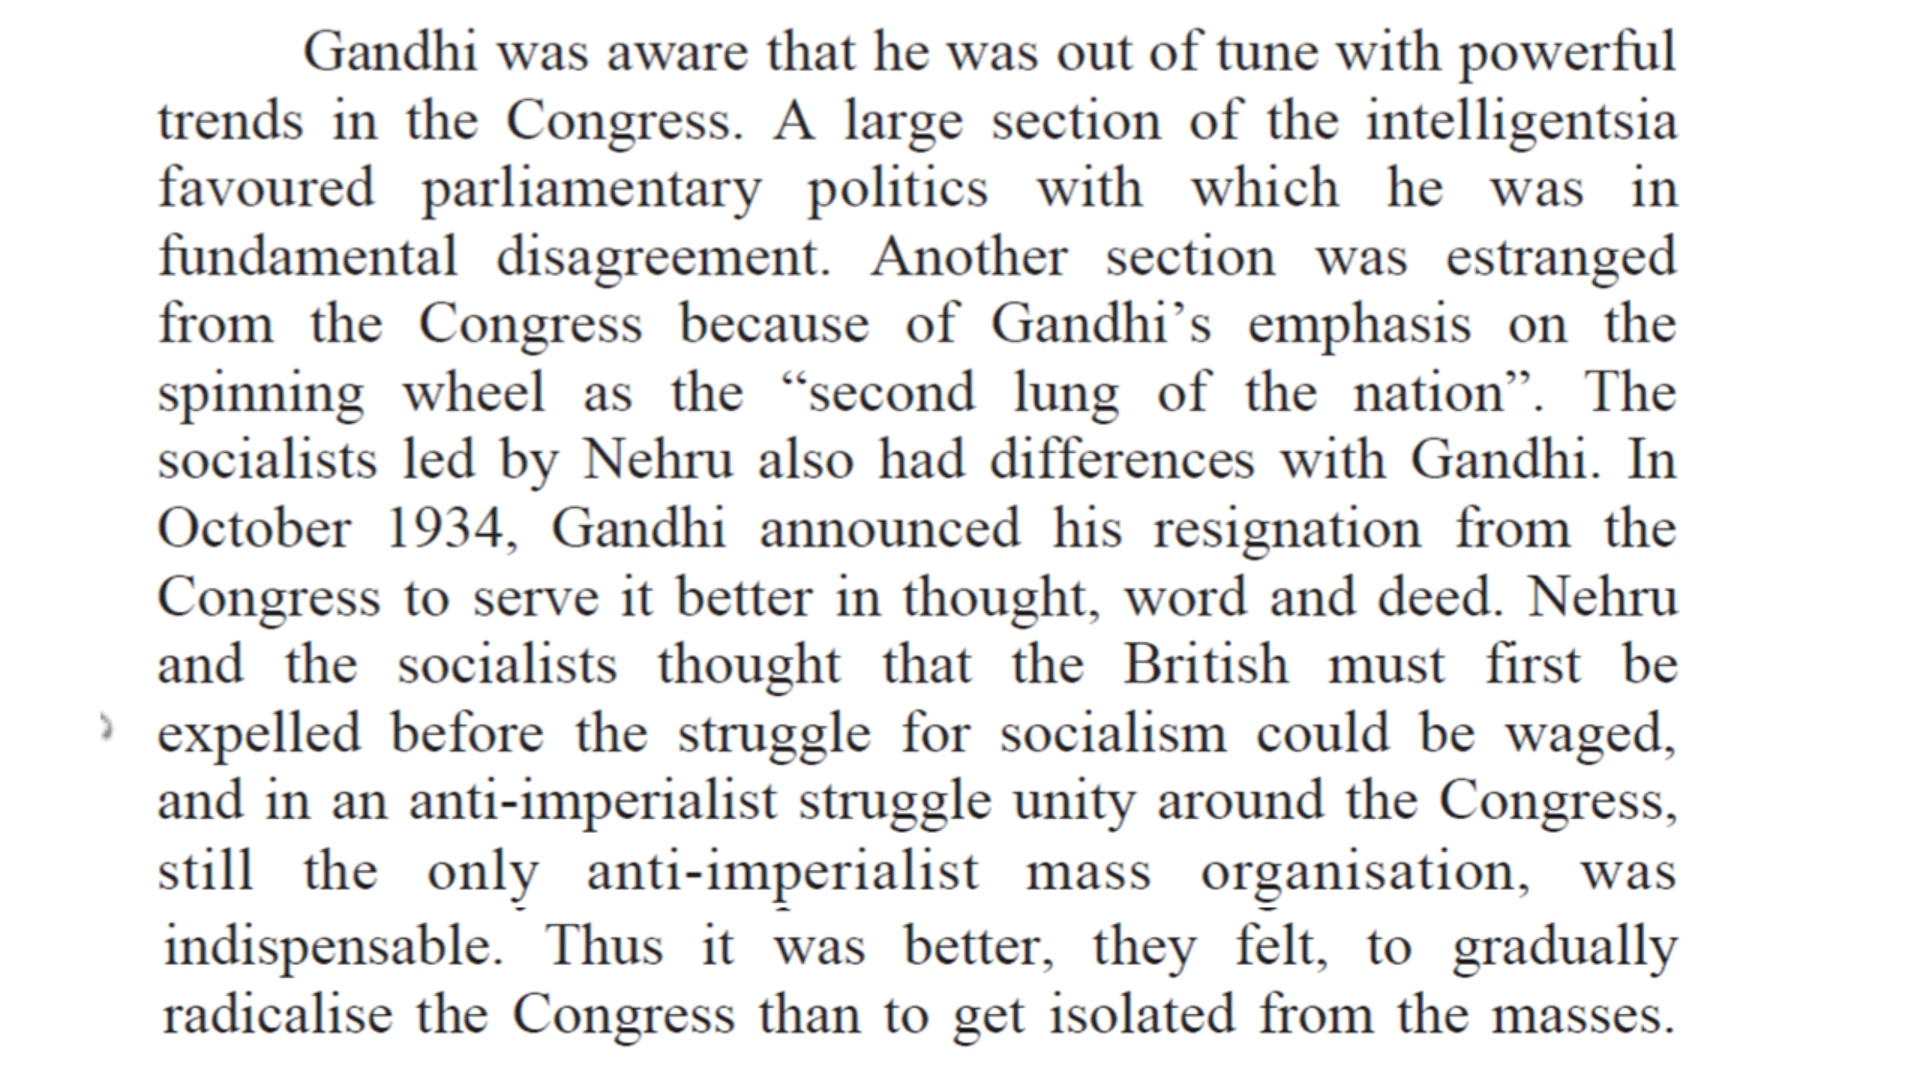 Gandhi was aware that he was out of tune with powerful
trends in the Congress. A large section of the intelligentsia
favoured parliamentary politics with which he was in
fundamental disagreement. Another section was estranged
from the Congress because of Gandhi’s emphasis on the
spinning wheel as the “second lung of the nation”. The
socialists led by Nehru also had differences with Gandhi. In
October 1934, Gandhi announced his resignation from the
Congress to serve it better in thought, word and deed. Nehru
and the socialists thought that the British must first be
expelled before the struggle for socialism could be waged,
and in an anti-imperialist struggle unity around the Congress,
still the only anti-imperialist mass organisation, was
indispensable. Thus it was better, they felt, to gradually
radicalise the Congress than to get isolated from the masses.